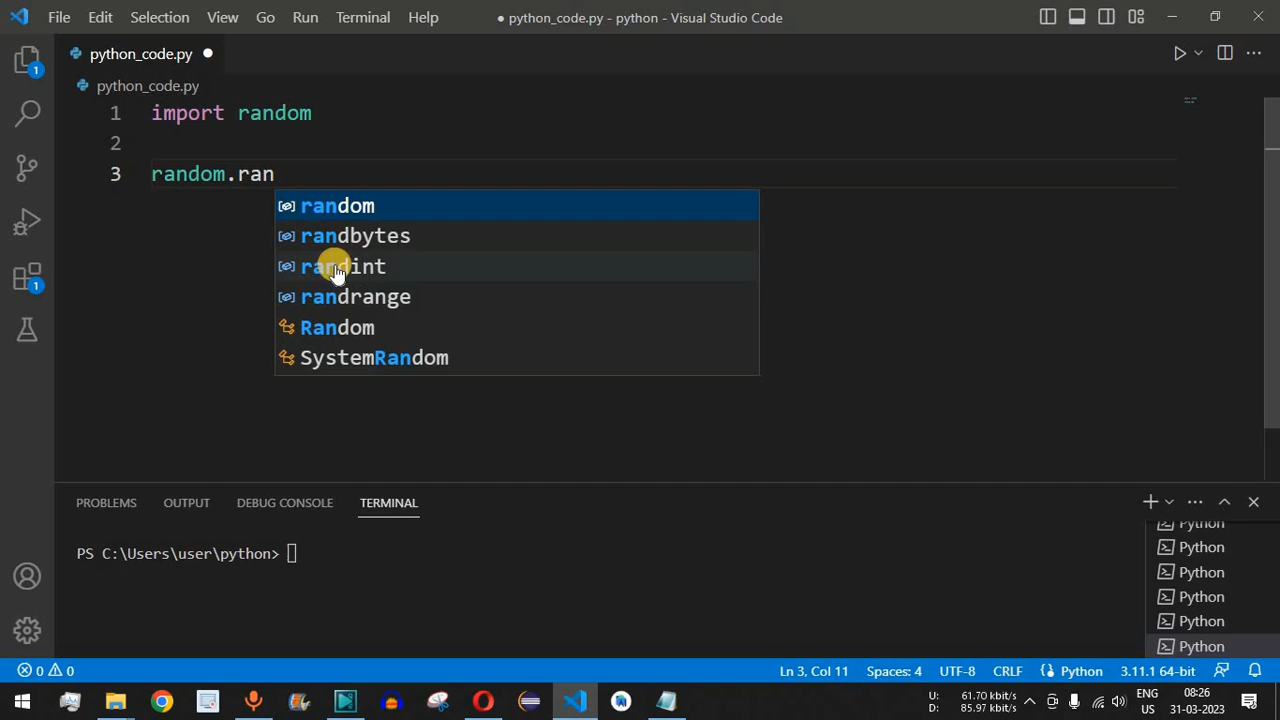 File Edit Selection View Go Run Terminal Help ● python_code.py - python - Visual Studio Code
python_code.py ●
python_code.py
1 import random
2
3 random.ran
random
randbytes
randint
randrange
Random
SystemRandom
1
1
PROBLEMS OUTPUT DEBUG CONSOLE TERMINAL
PS C:\Users\user\python>
Python
Python
Python
Python
Python
Python
0 0 Ln 3, Col 11 Spaces: 4 UTF-8 CRLF Python 3.11.1 64-bit
U: 61.70 kbit/s
D: 85.97 kbit/s
ENG
US
08:26
31-03-2023